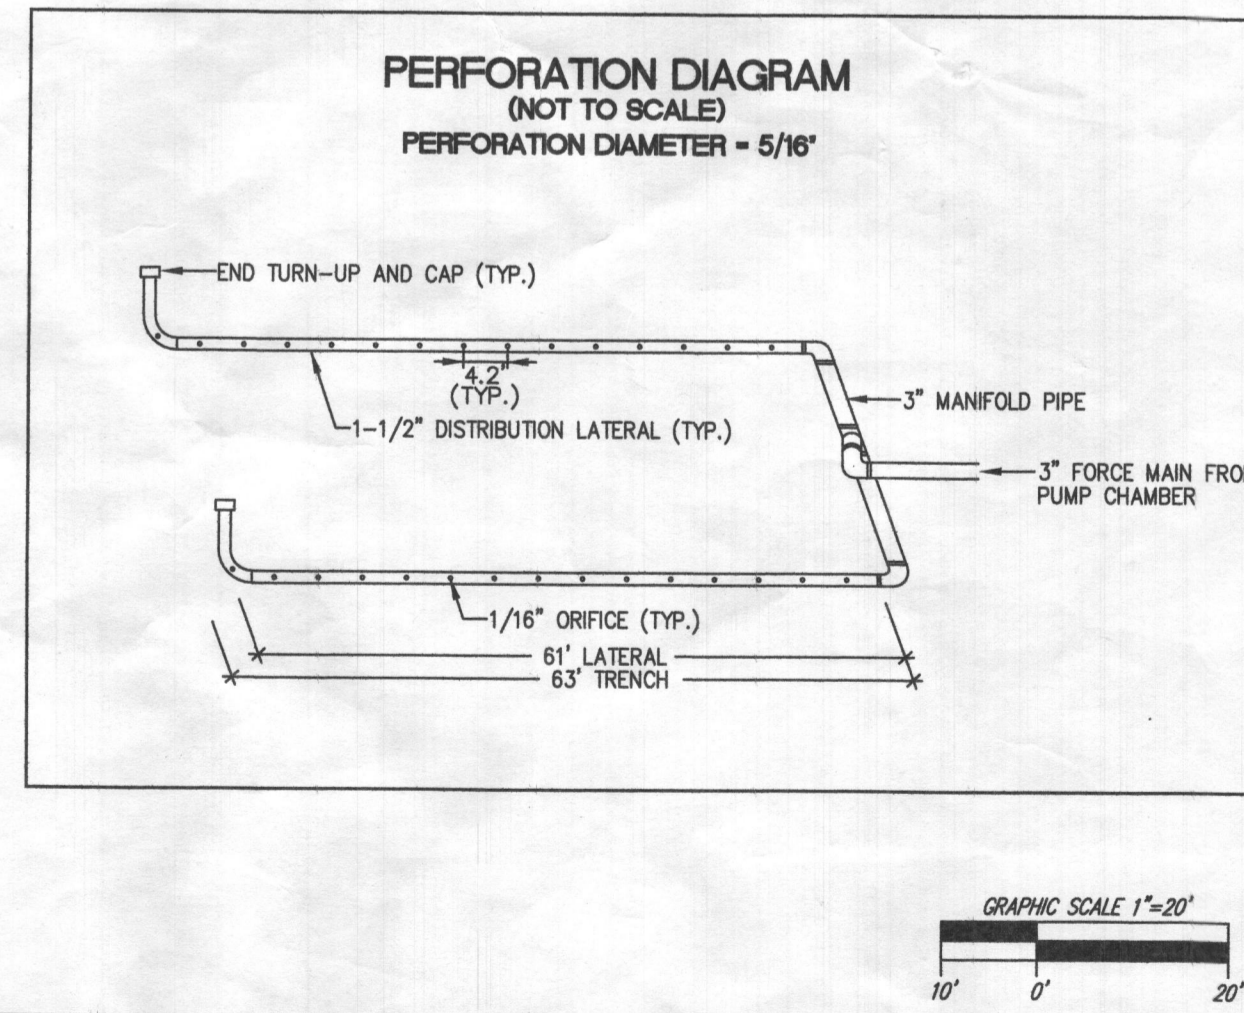 PERFORATION DIAGRAM
(NOT TO SCALE)
PERFORATION DIAMETER = 5/16"
END TURN-UP AND CAP (TYP.)
4.2'
(TYP.)
1-1/2" DISTRIBUTION LATERAL (TYP.)
3" MANIFOLD PIPE
3" FORCE MAIN FRO
PUMP CHAMBER
1/16" ORIFICE (TYP.)
61' LATERAL
63' TRENCH
GRAPHIC SCALE 1"=20'
10' 0' 20'